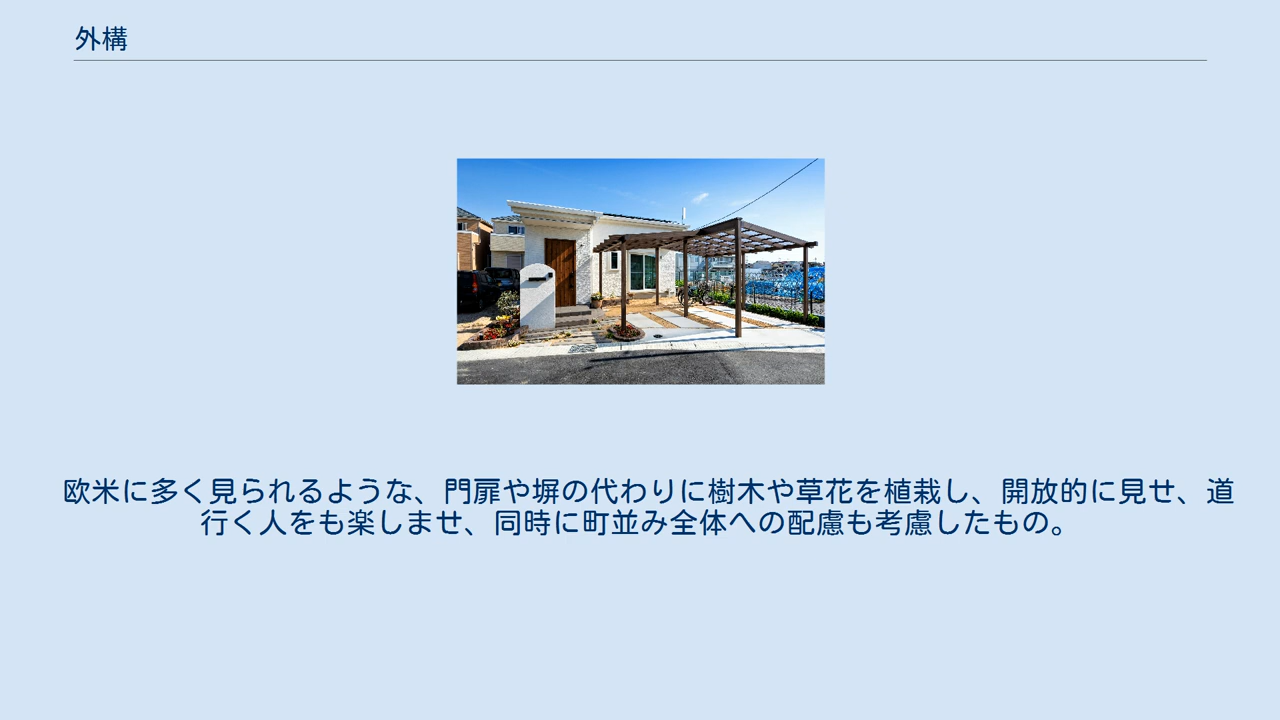 外構
欧米に多く見られるような、門扉や塀の代わりに樹木や草花を植栽し、開放的に見せ、道
行く人をも楽しませ、同時に町並み全体への配慮も考慮したもの。